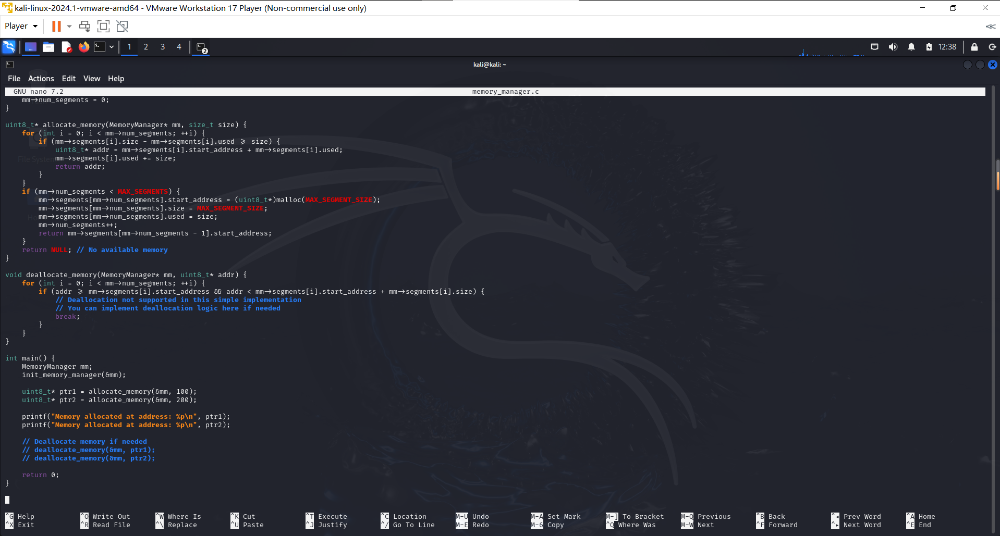 kali-linux-2024.1-vmware-amd64 - VMware Workstation 17 Player (Non-commercial use only)
Player
1 2 3 4 2 12:38
kali@kali: ~
File Actions Edit View Help
GNU nano 7.2 memory_manager.c
    mm->num_segments = 0;
}

uint8_t* allocate_memory(MemoryManager* mm, size_t size) {
    for (int i = 0; i < mm->num_segments; ++i) {
        if (mm->segments[i].size - mm->segments[i].used >= size) {
            uint8_t* addr = mm->segments[i].start_address + mm->segments[i].used;
            mm->segments[i].used += size;
            return addr;
        }
    }
    if (mm->num_segments < MAX_SEGMENTS) {
        mm->segments[mm->num_segments].start_address = (uint8_t*)malloc(MAX_SEGMENT_SIZE);
        mm->segments[mm->num_segments].size = MAX_SEGMENT_SIZE;
        mm->segments[mm->num_segments].used = size;
        mm->num_segments++;
        return mm->segments[mm->num_segments - 1].start_address;
    }
    return NULL; // No available memory
}

void deallocate_memory(MemoryManager* mm, uint8_t* addr) {
    for (int i = 0; i < mm->num_segments; ++i) {
        if (addr >= mm->segments[i].start_address && addr < mm->segments[i].start_address + mm->segments[i].size) {
            // Deallocation not supported in this simple implementation
            // You can implement deallocation logic here if needed
            break;
        }
    }
}

int main() {
    MemoryManager mm;
    init_memory_manager(&mm);

    uint8_t* ptr1 = allocate_memory(&mm, 100);
    uint8_t* ptr2 = allocate_memory(&mm, 200);

    printf("Memory allocated at address: %p\n", ptr1);
    printf("Memory allocated at address: %p\n", ptr2);

    // Deallocate memory if needed
    // deallocate_memory(&mm, ptr1);
    // deallocate_memory(&mm, ptr2);

    return 0;
}

^G Help ^O Write Out ^W Where Is ^K Cut ^T Execute ^C Location M-U Undo M-A Set Mark M-] To Bracket M-Q Previous ^B Back ^◂ Prev Word ^A Home
^X Exit ^R Read File ^\ Replace ^U Paste ^J Justify ^/ Go To Line M-E Redo M-6 Copy ^Q Where Was M-W Next ^F Forward ^▸ Next Word ^E End